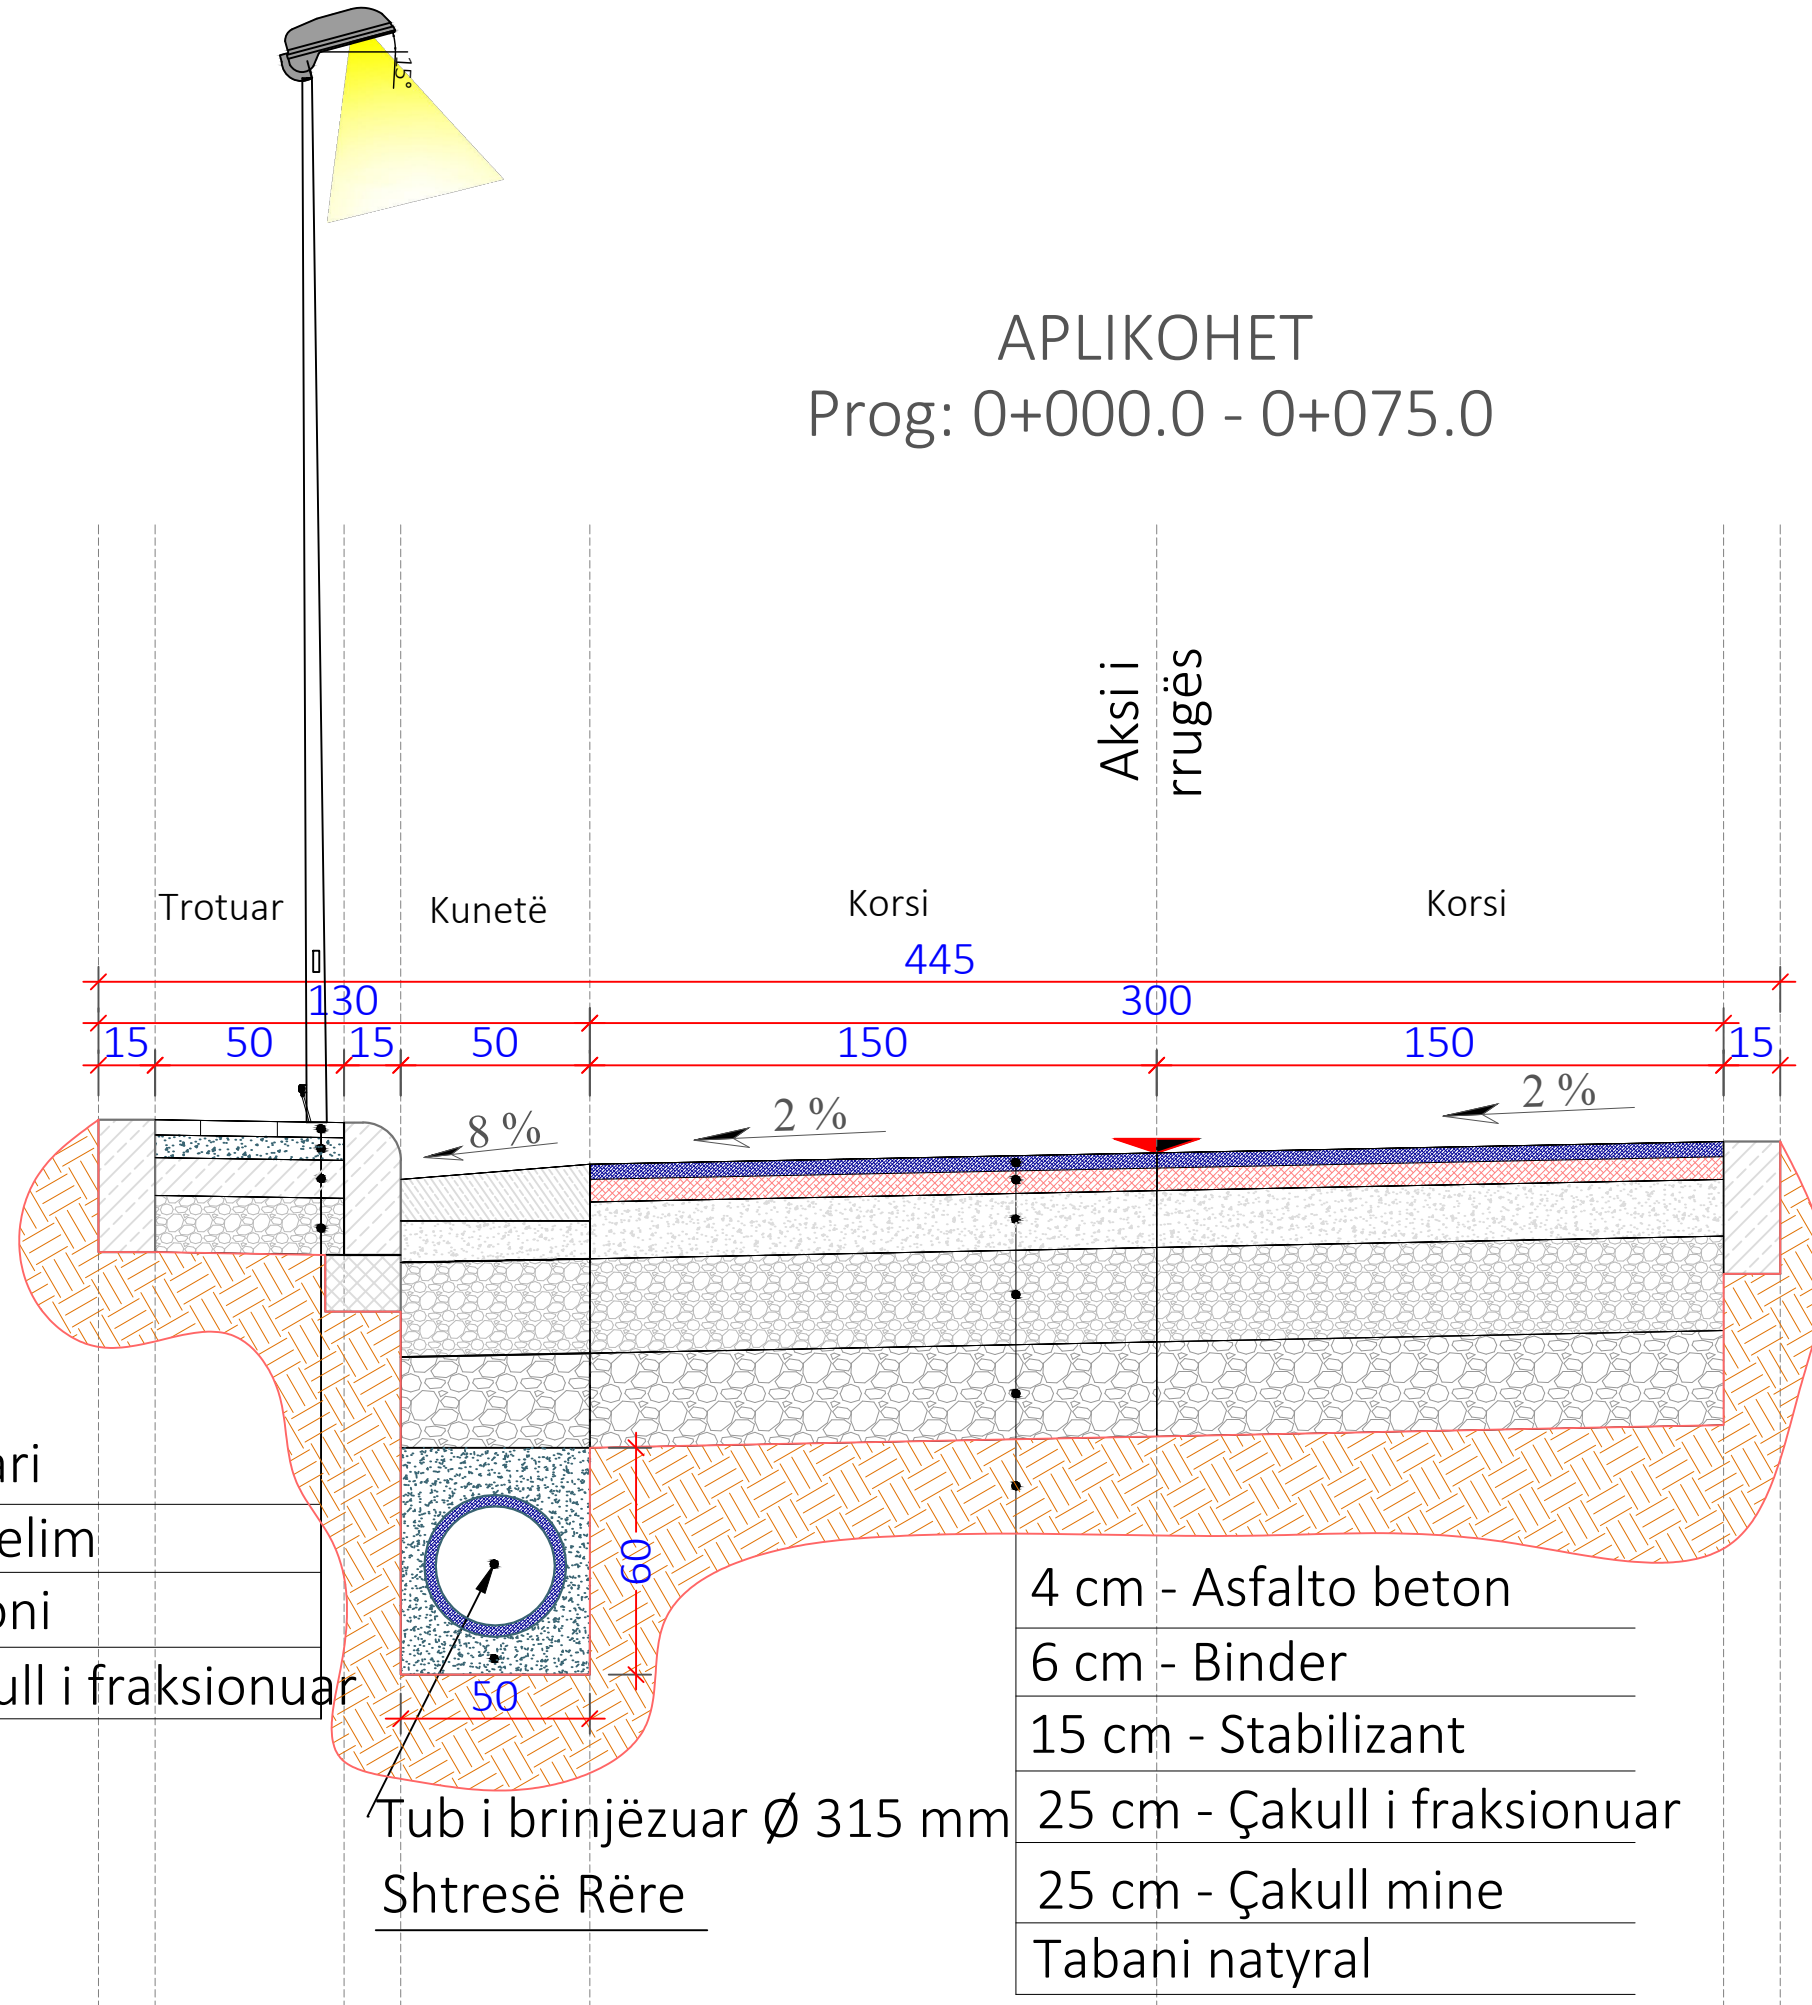 15°
APLIKOHET
Prog: 0+000.0 - 0+075.0
Aksi i
rrugës
Trotuar
Kunetë
Korsi
Korsi
445
130
300
15
50
15
50
150
150
15
8 %
2 %
2 %
60
50
i fraksionuar
Tub i brinjëzuar Ø 315 mm
Shtresë Rëre
4 cm - Asfalto beton
6 cm - Binder
15 cm - Stabilizant
25 cm - Çakull i fraksionuar
25 cm - Çakull mine
Tabani natyral